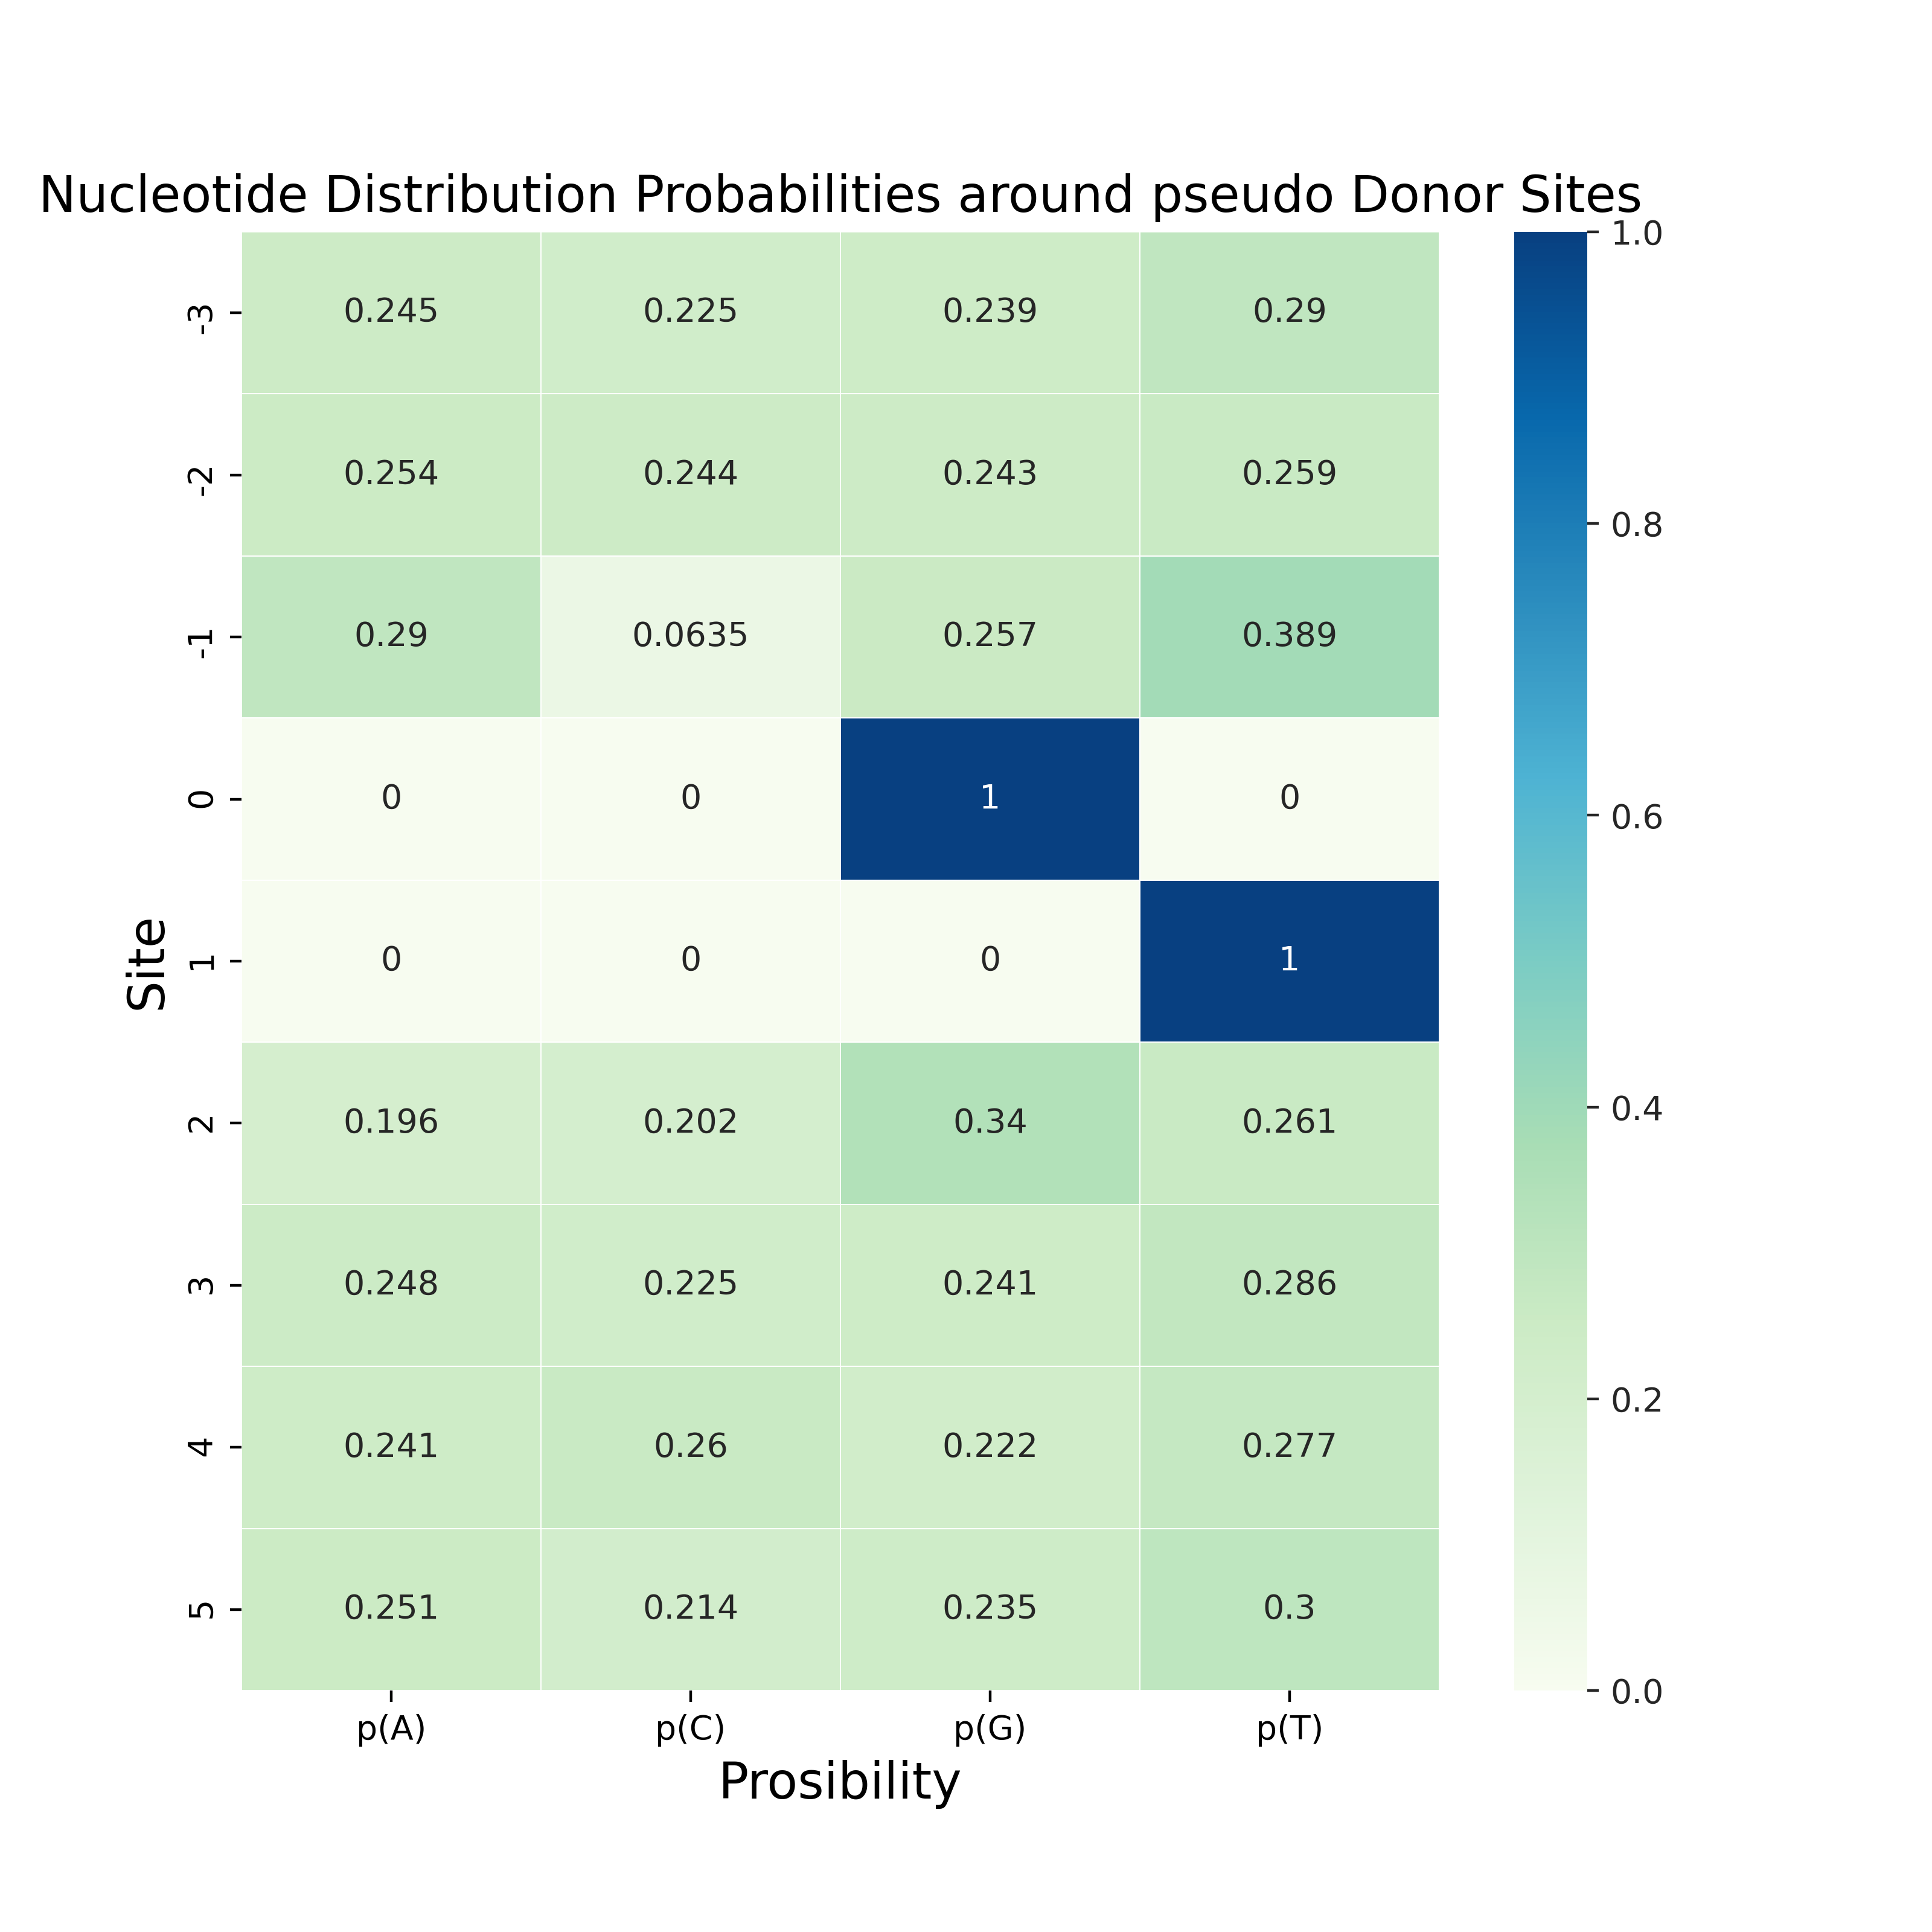 Nucleotide Distribution Probabilities around pseudo Donor Sites
-3 0.245 0.225 0.239 0.29
-2 0.254 0.244 0.243 0.259
-1 0.29 0.0635 0.257 0.389
0 0 0 1 0
1 0 0 0 1
2 0.196 0.202 0.34 0.261
3 0.248 0.225 0.241 0.286
4 0.241 0.26 0.222 0.277
5 0.251 0.214 0.235 0.3
p(A) p(C) p(G) p(T)
Prosibility
Site
1.0
0.8
0.6
0.4
0.2
0.0